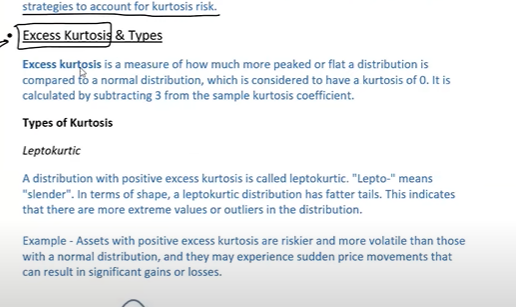 strategies to account for kurtosis risk.
• Excess Kurtosis & Types
Excess kurtosis is a measure of how much more peaked or flat a distribution is
compared to a normal distribution, which is considered to have a kurtosis of 0. It is
calculated by subtracting 3 from the sample kurtosis coefficient.
Types of Kurtosis
Leptokurtic
A distribution with positive excess kurtosis is called leptokurtic. "Lepto-" means
"slender". In terms of shape, a leptokurtic distribution has fatter tails. This indicates
that there are more extreme values or outliers in the distribution.
Example - Assets with positive excess kurtosis are riskier and more volatile than those
with a normal distribution, and they may experience sudden price movements that
can result in significant gains or losses.